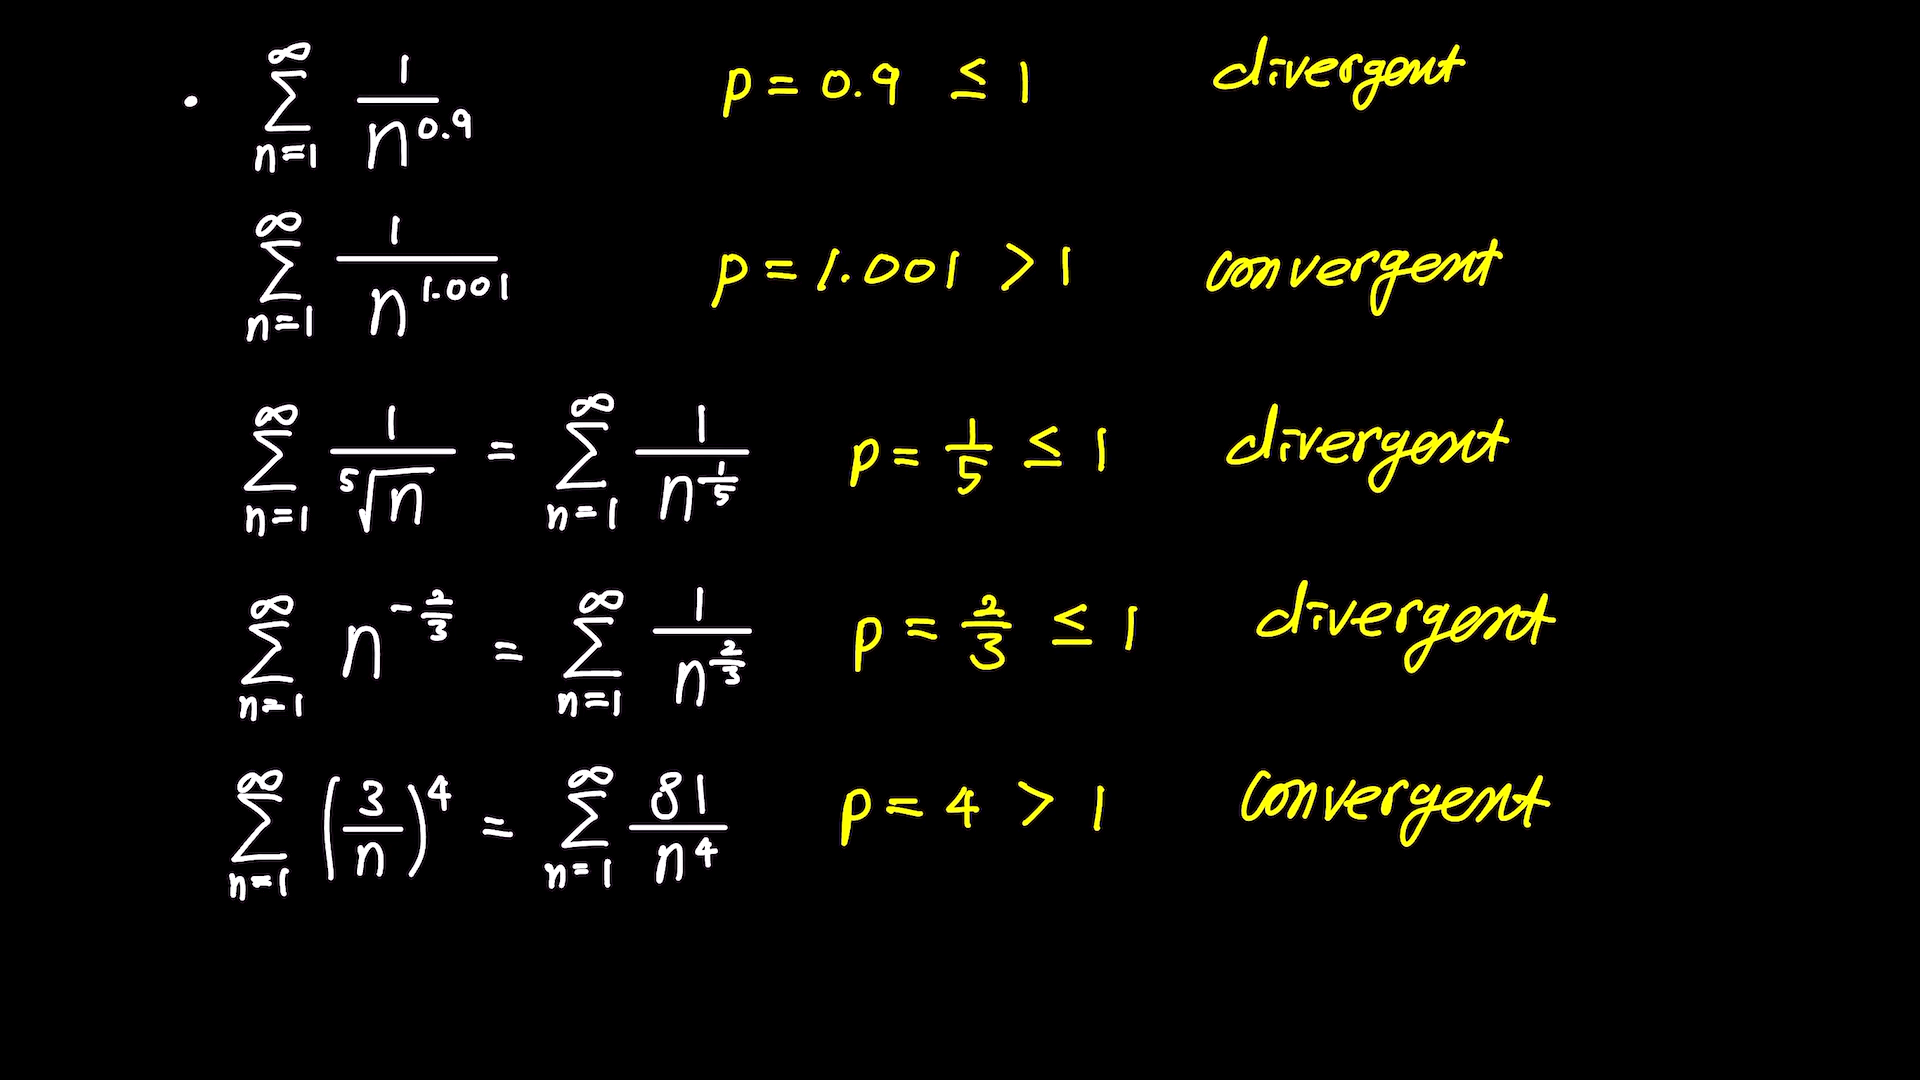 • ∑_{n=1}^{∞} 1/n^{0.9} p = 0.9 ≤ 1 divergent
∑_{n=1}^{∞} 1/n^{1.001} p = 1.001 > 1 convergent
∑_{n=1}^{∞} 1/⁵√n = ∑_{n=1}^{∞} 1/n^{1/5} p = 1/5 ≤ 1 divergent
∑_{n=1}^{∞} n^{-2/3} = ∑_{n=1}^{∞} 1/n^{2/3} p = 2/3 ≤ 1 divergent
∑_{n=1}^{∞} (3/n)^4 = ∑_{n=1}^{∞} 81/n^4 p = 4 > 1 convergent